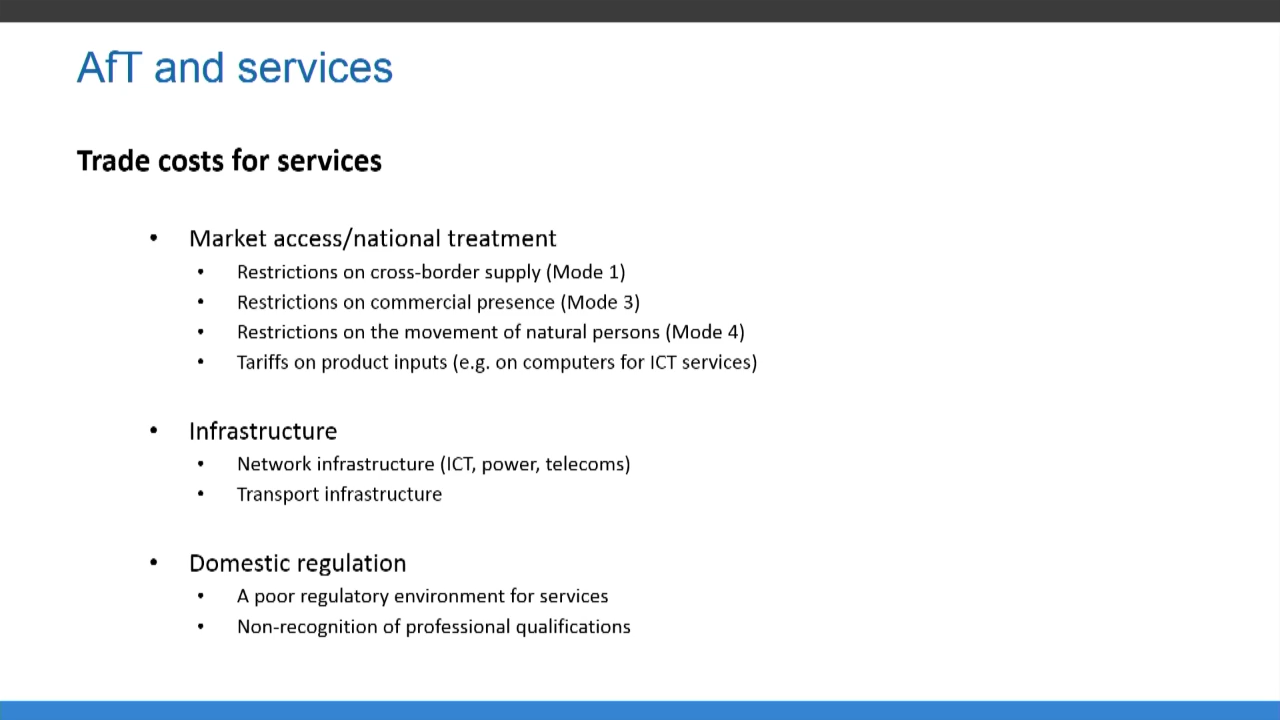 AfT and services
Trade costs for services
• Market access/national treatment
• Restrictions on cross-border supply (Mode 1)
• Restrictions on commercial presence (Mode 3)
• Restrictions on the movement of natural persons (Mode 4)
• Tariffs on product inputs (e.g. on computers for ICT services)
• Infrastructure
• Network infrastructure (ICT, power, telecoms)
• Transport infrastructure
• Domestic regulation
• A poor regulatory environment for services
• Non-recognition of professional qualifications